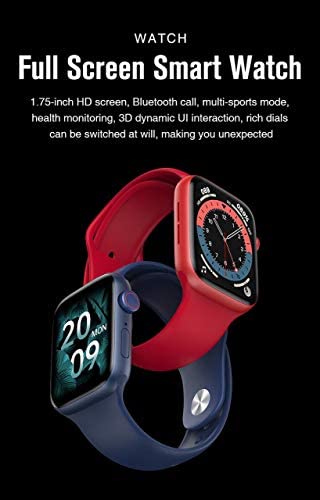 WATCH
Full Screen Smart Watch
1.75-inch HD screen, Bluetooth call, multi-sports mode,
health monitoring, 3D dynamic UI interaction, rich dials
can be switched at will, making you unexpected
20
MON
09